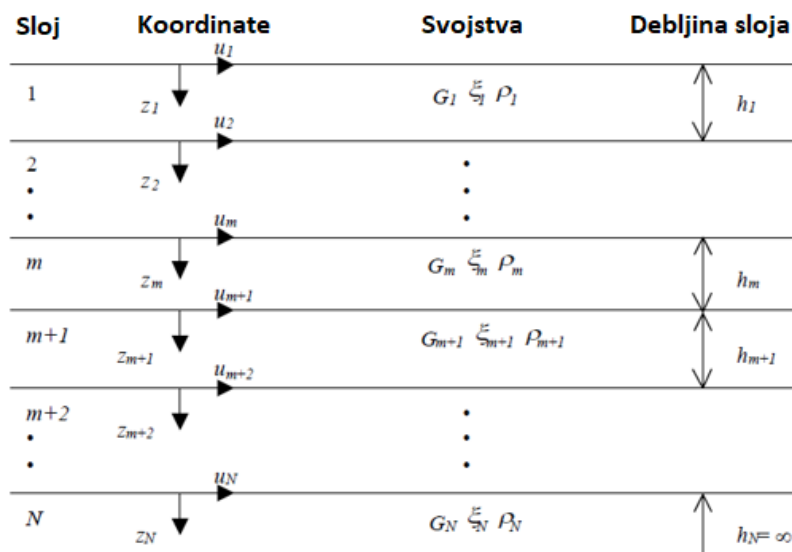 Sloj Koordinate Svojstva Debljina sloja
u1
1 z1 G1 ξ1 ρ1 h1
u2
2 z2
um
m zm Gm ξm ρm hm
um+1
m+1 zm+1 Gm+1 ξm+1 ρm+1 hm+1
um+2
m+2 zm+2
uN
N zN GN ξN ρN hN= ∞